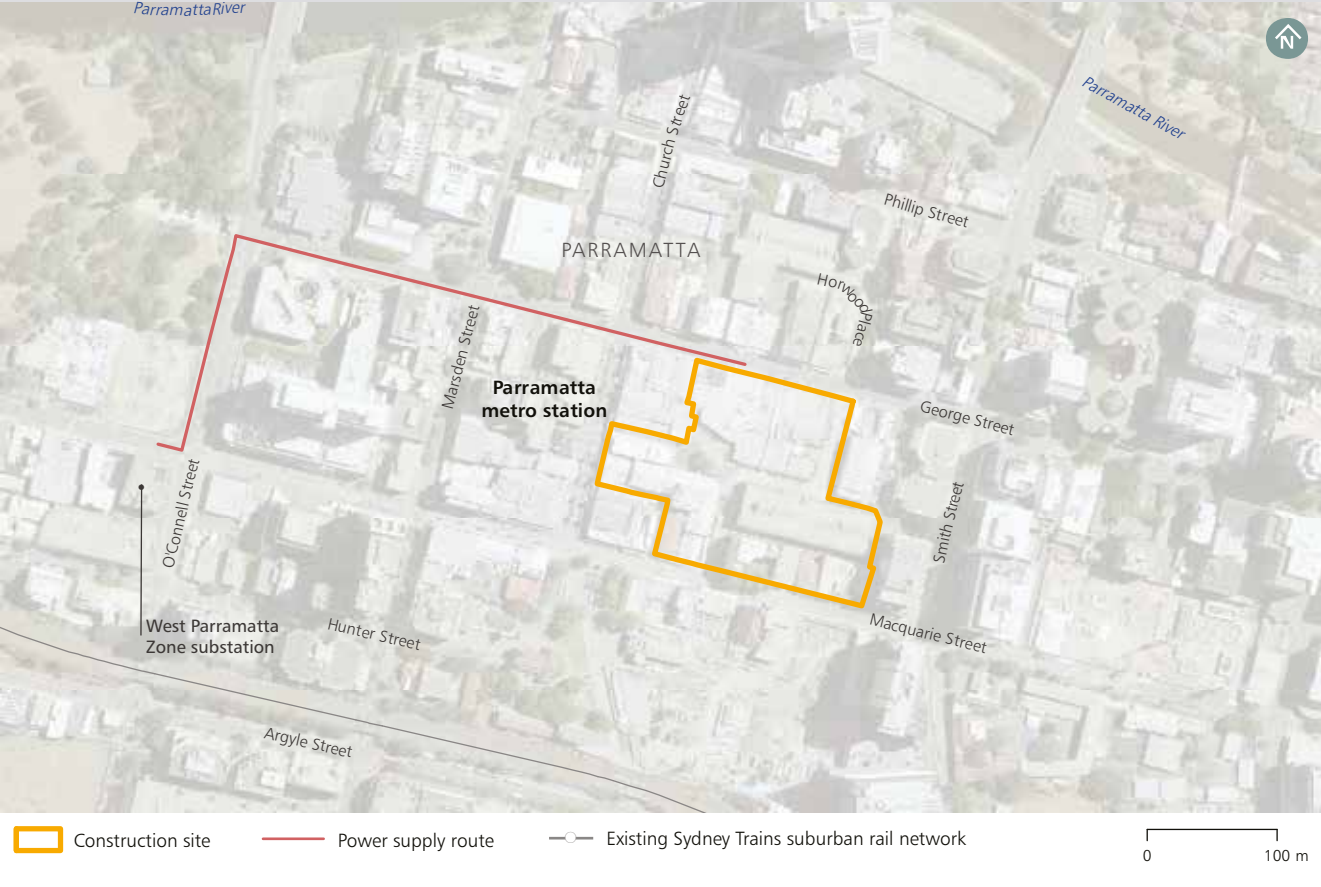 Parramatta River
N
Parramatta River
Church Street
Phillip Street
PARRAMATTA
Horwood Place
Marsden Street
Parramatta
metro station
George Street
O'Connell Street
Smith Street
West Parramatta
Zone substation
Hunter Street
Macquarie Street
Argyle Street
Construction site
Power supply route
Existing Sydney Trains suburban rail network
0
100 m